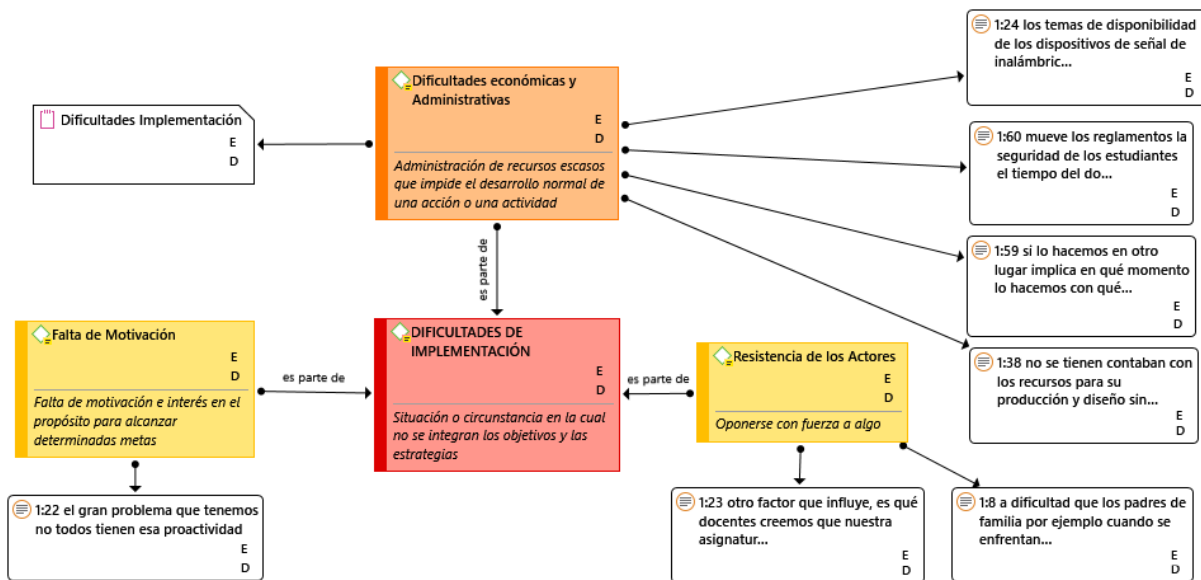 1:24 los temas de disponibilidad
de los dispositivos de señal de
inalámbric...
E
D
Dificultades económicas y
Administrativas
E
D
Administración de recursos escasos
que impide el desarrollo normal de
una acción o una actividad
Dificultades Implementación
E
D
1:60 mueve los reglamentos la
seguridad de los estudiantes
el tiempo del do...
E
D
es parte de
1:59 si lo hacemos en otro
lugar implica en qué momento
lo hacemos con qué...
E
D
Falta de Motivación
E
D
Falta de motivación e interés en el
propósito para alcanzar
determinadas metas
es parte de
DIFICULTADES DE
IMPLEMENTACIÓN
E
D
Situación o circunstancia en la cual
no se integran los objetivos y las
estrategias
es parte de
Resistencia de los Actores
E
D
Oponerse con fuerza a algo
1:38 no se tienen contaban con
los recursos para su
producción y diseño sin...
E
D
1:22 el gran problema que tenemos
no todos tienen esa proactividad
E
D
1:23 otro factor que influye, es qué
docentes creemos que nuestra
asignatur...
E
D
1:8 a dificultad que los padres de
familia por ejemplo cuando se
enfrentan...
E
D